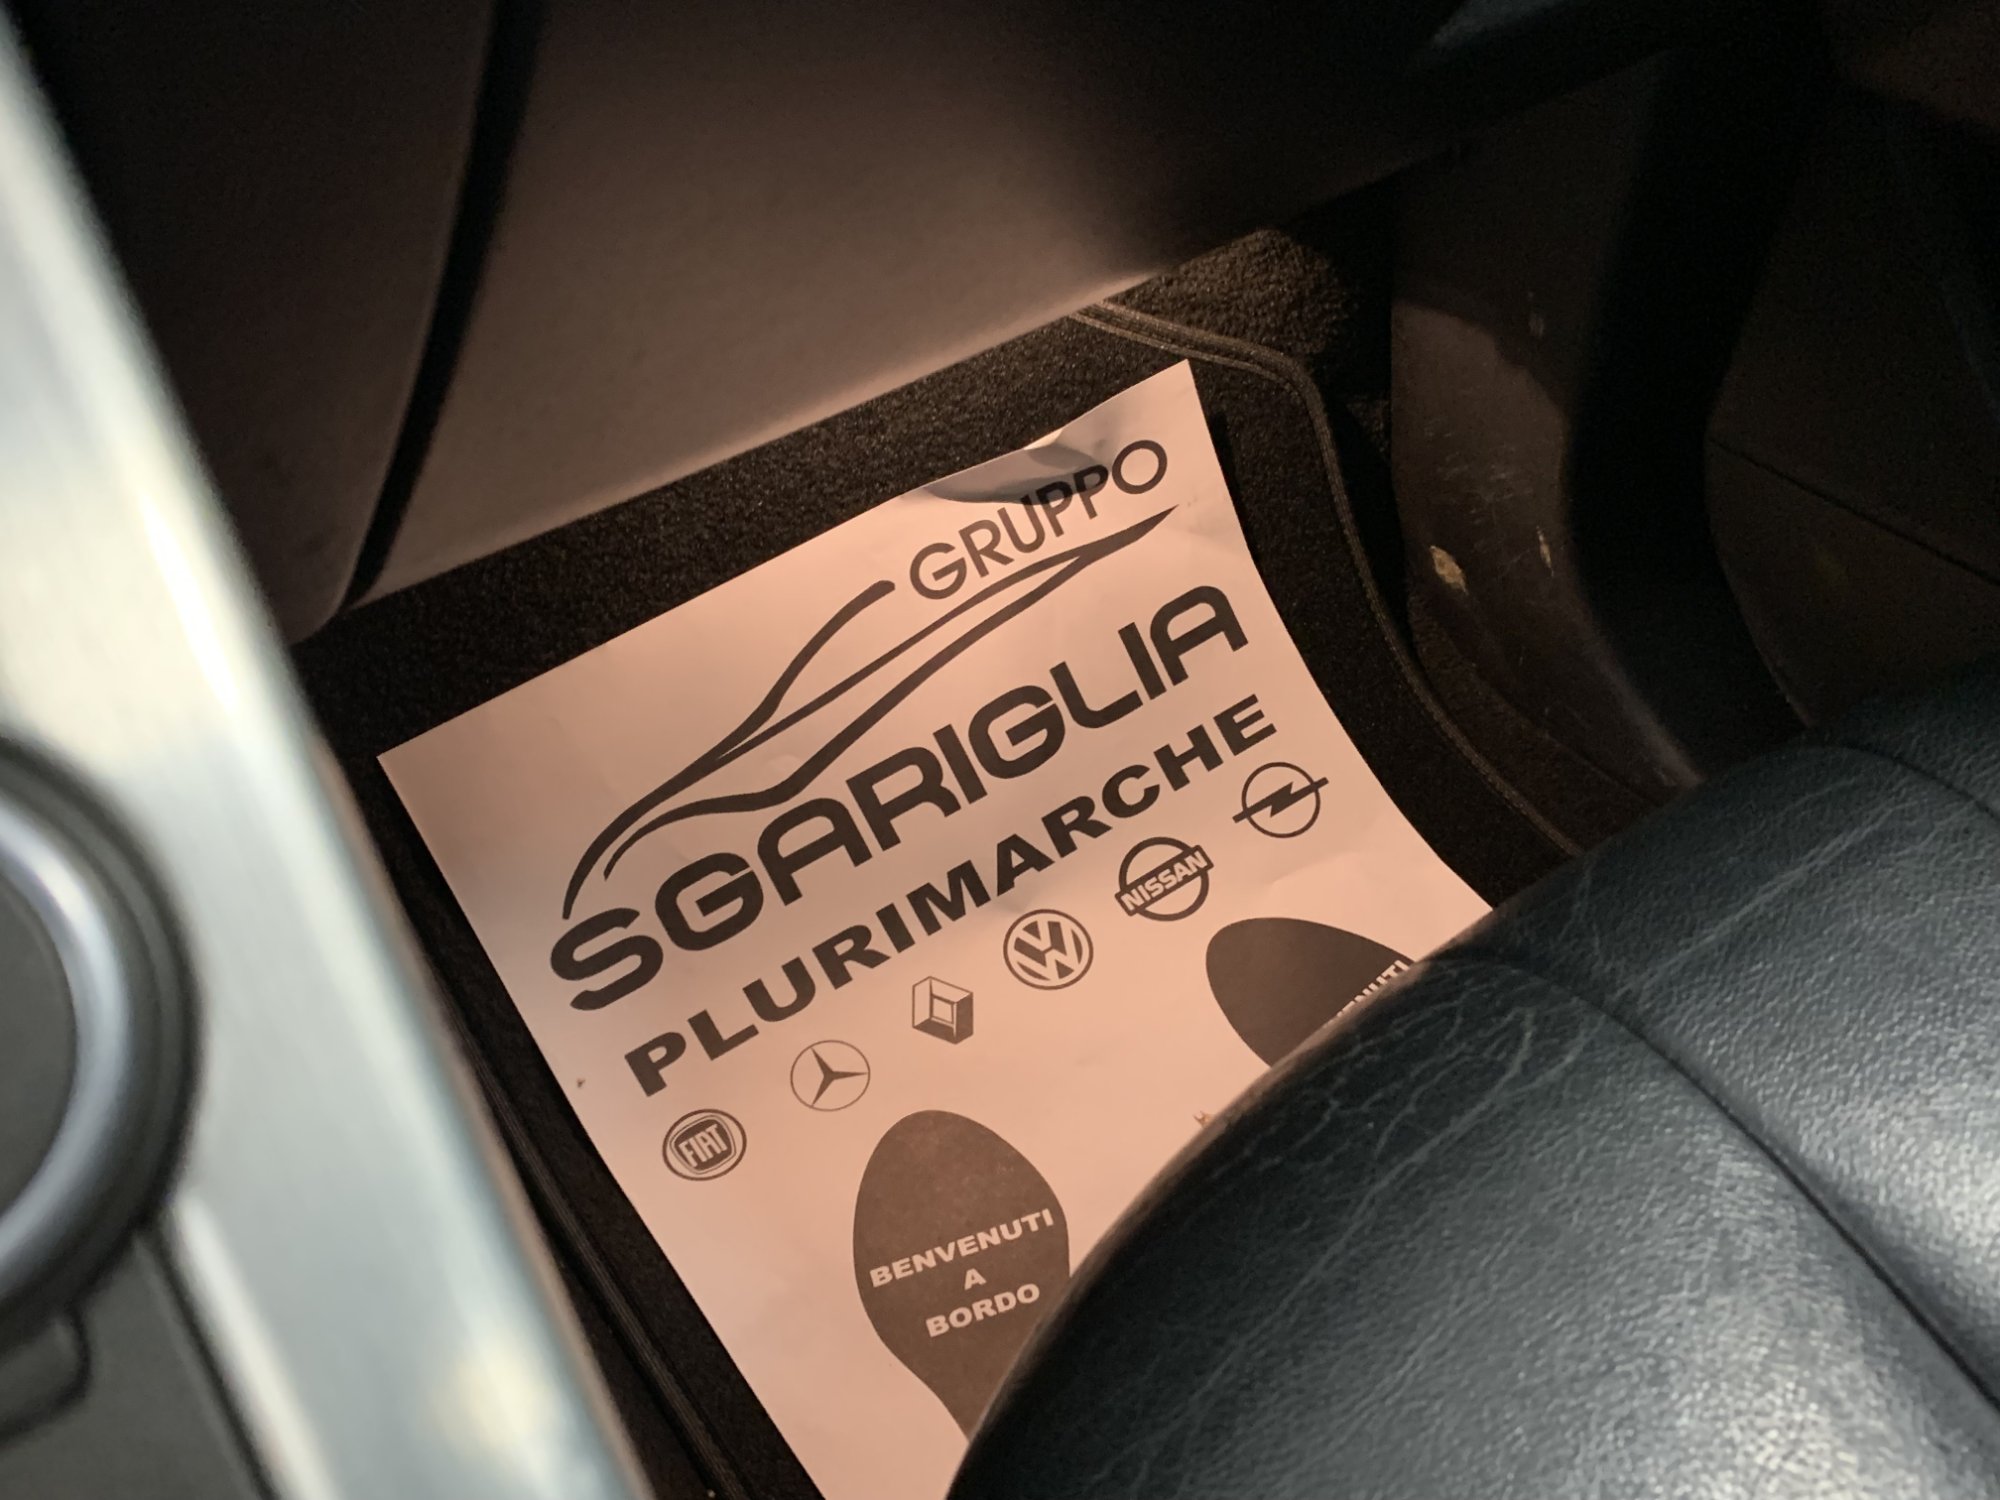 GRUPPO
SGARIGLIA
PLURIMARCHE
FIAT
NISSAN
BENVENUTI
A
BORDO